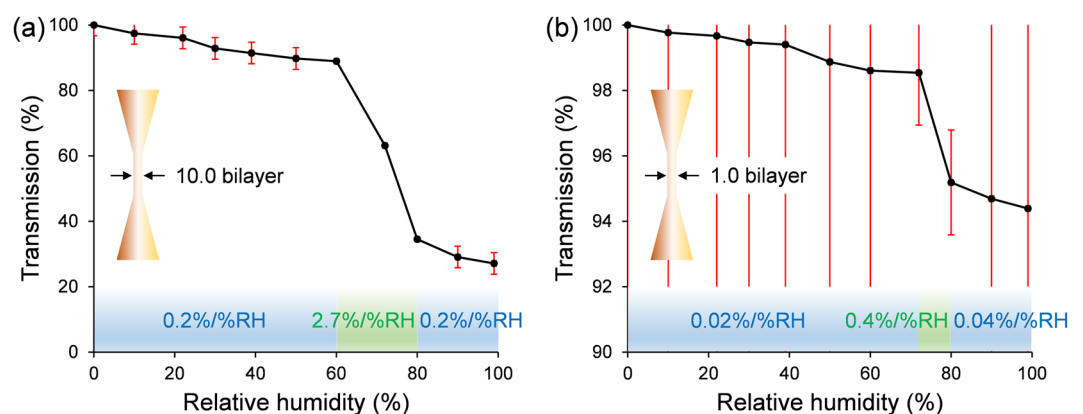 (a)
100
80
60
40
20
0
Transmission (%)
10.0 bilayer
0.2%/%RH
2.7%/%RH
0.2%/%RH
0 20 40 60 80 100
Relative humidity (%)
(b)
100
98
96
94
92
90
Transmission (%)
1.0 bilayer
0.02%/%RH
0.4%/%RH
0.04%/%RH
0 20 40 60 80 100
Relative humidity (%)